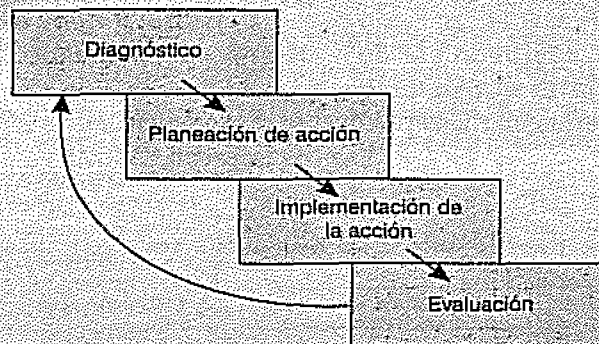 Diagnóstico
Planeación de acción
Implementación de
la acción
Evaluación